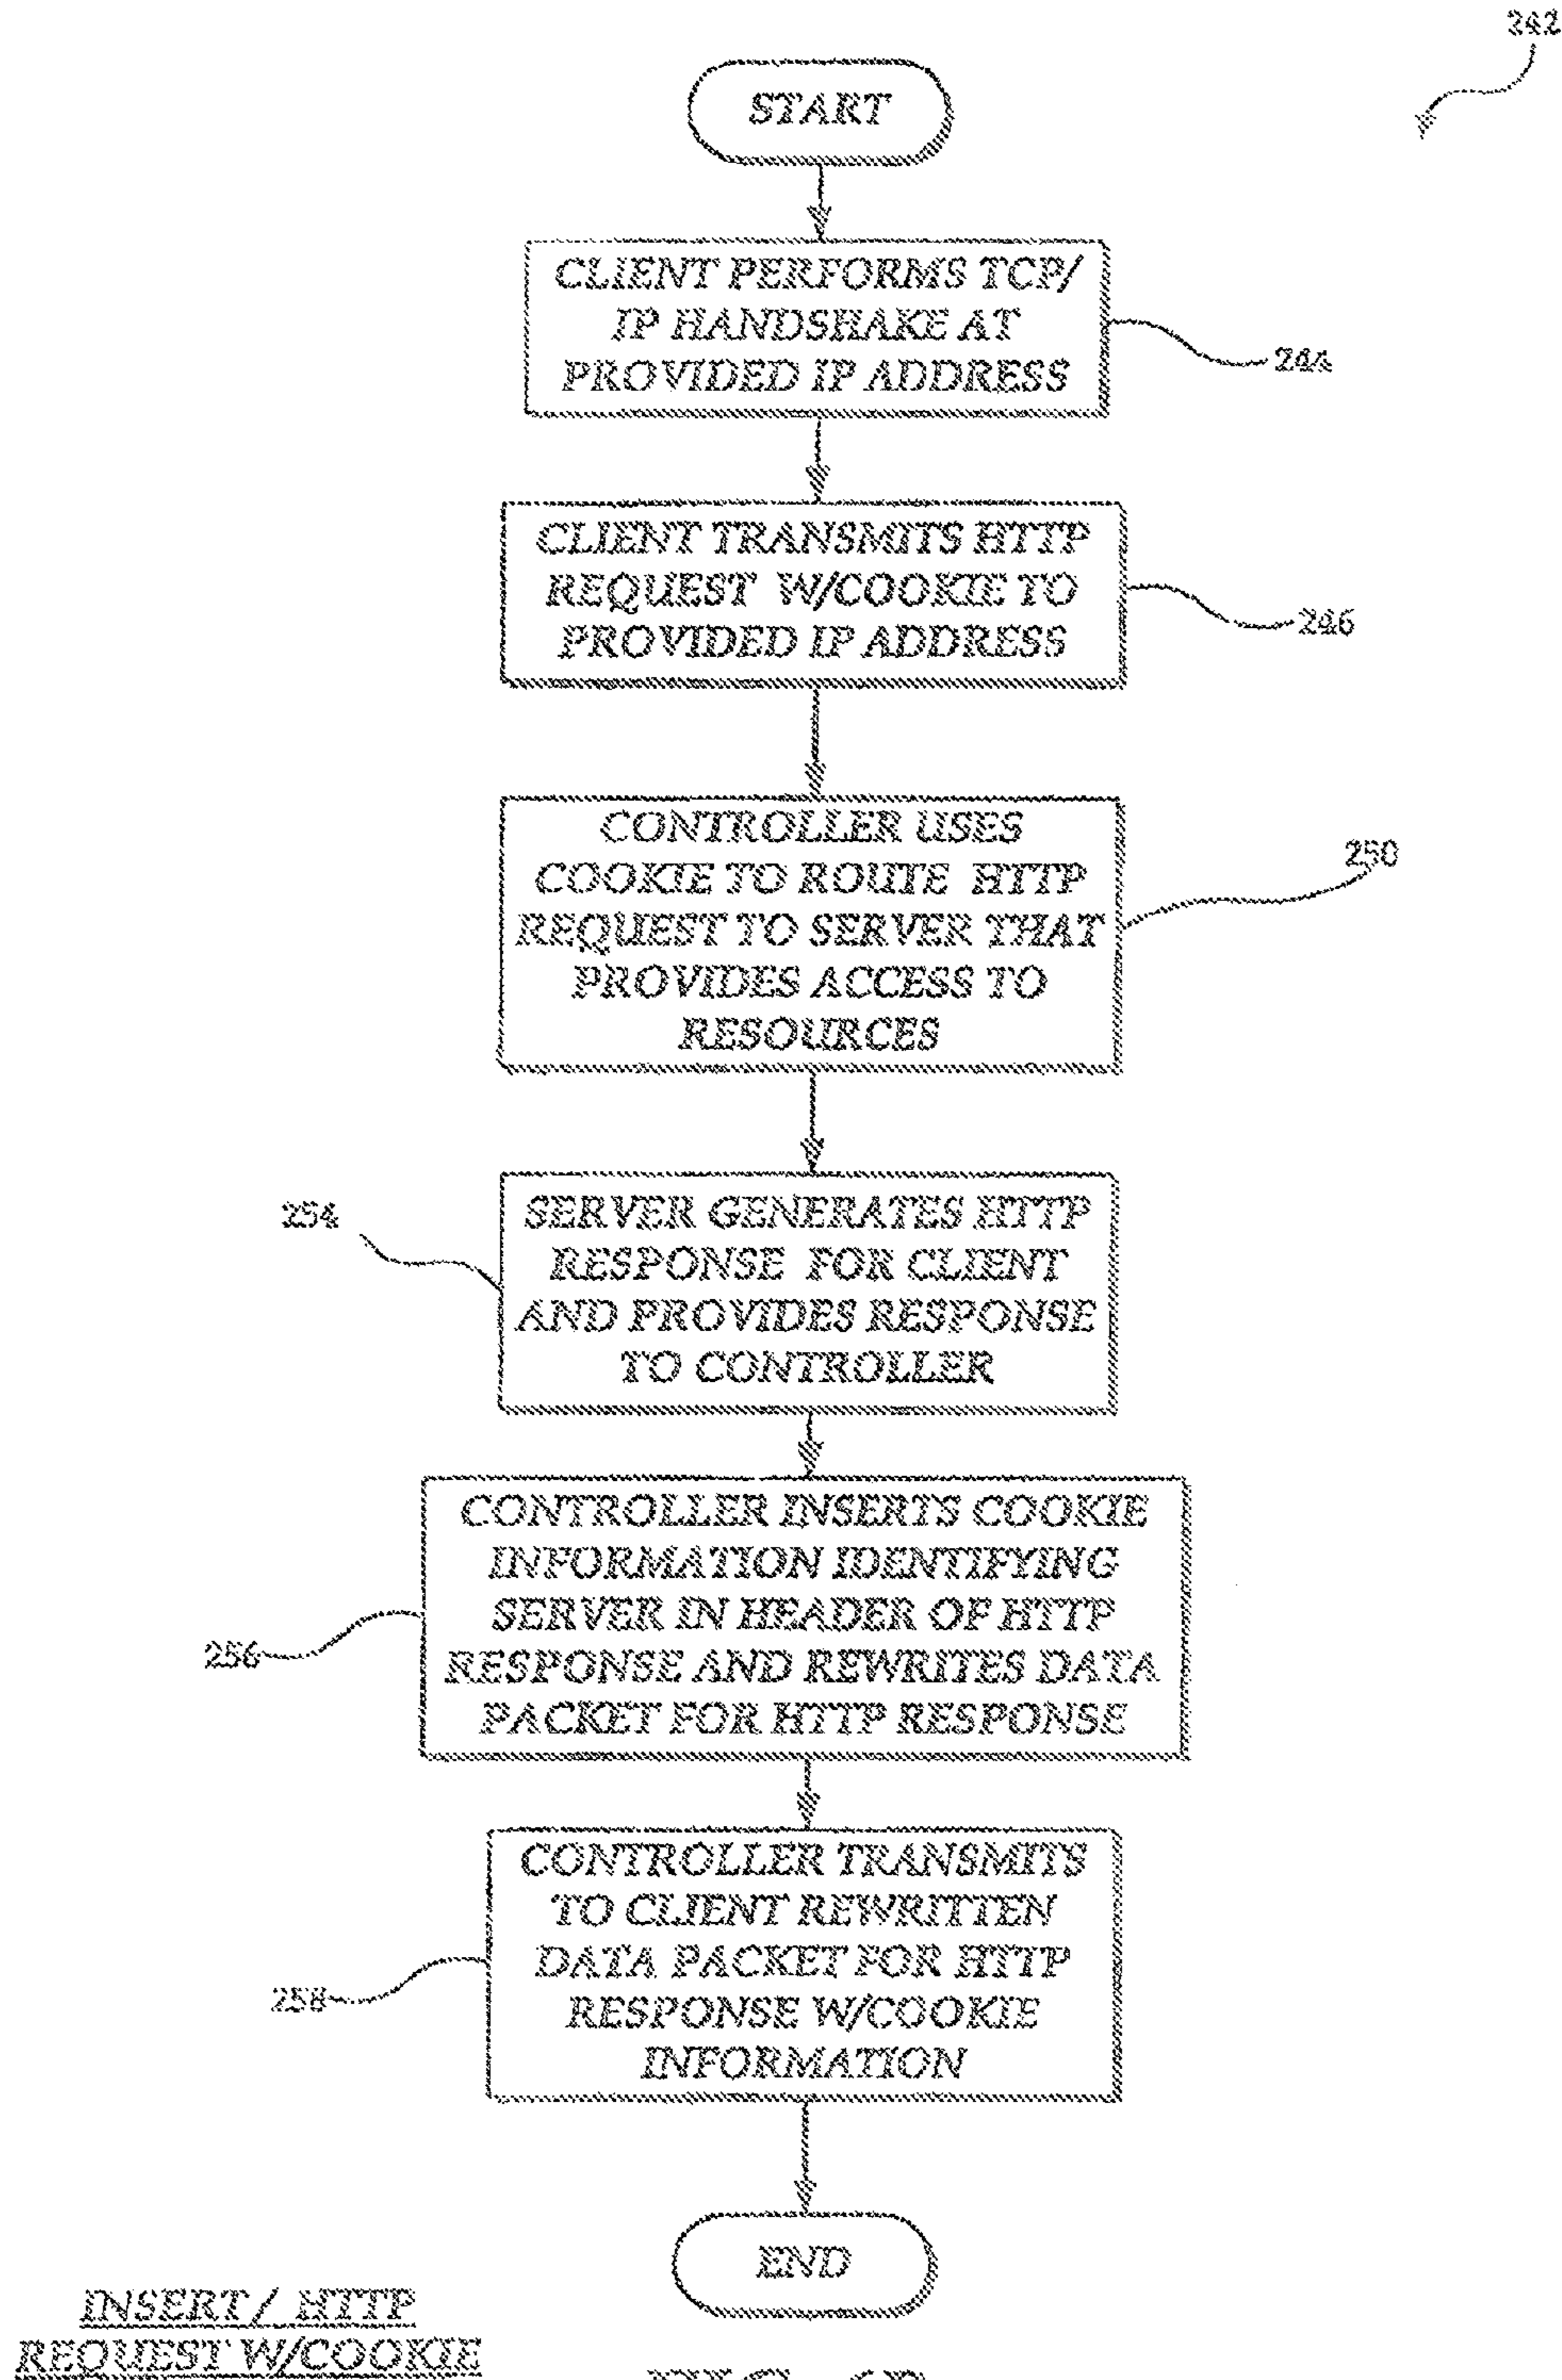 242
START
CLIENT PERFORMS TCP/
IP HANDSHAKE AT
PROVIDED IP ADDRESS
244
CLIENT TRANSMITS HTTP
REQUEST W/COOKIE TO
PROVIDED IP ADDRESS
246
CONTROLLER USES
COOKIE TO ROUTE HTTP
REQUEST TO SERVER THAT
PROVIDES ACCESS TO
RESOURCES
250
254
SERVER GENERATES HTTP
RESPONSE FOR CLIENT
AND PROVIDES RESPONSE
TO CONTROLLER
CONTROLLER INSERTS COOKIE
INFORMATION IDENTIFYING
SERVER IN HEADER OF HTTP
RESPONSE AND REWRITES DATA
PACKET FOR HTTP RESPONSE
256
CONTROLLER TRANSMITS
TO CLIENT REWRITTEN
DATA PACKET FOR HTTP
RESPONSE W/COOKIE
INFORMATION
258
END
INSERT / HTTP
REQUEST W/COOKIE